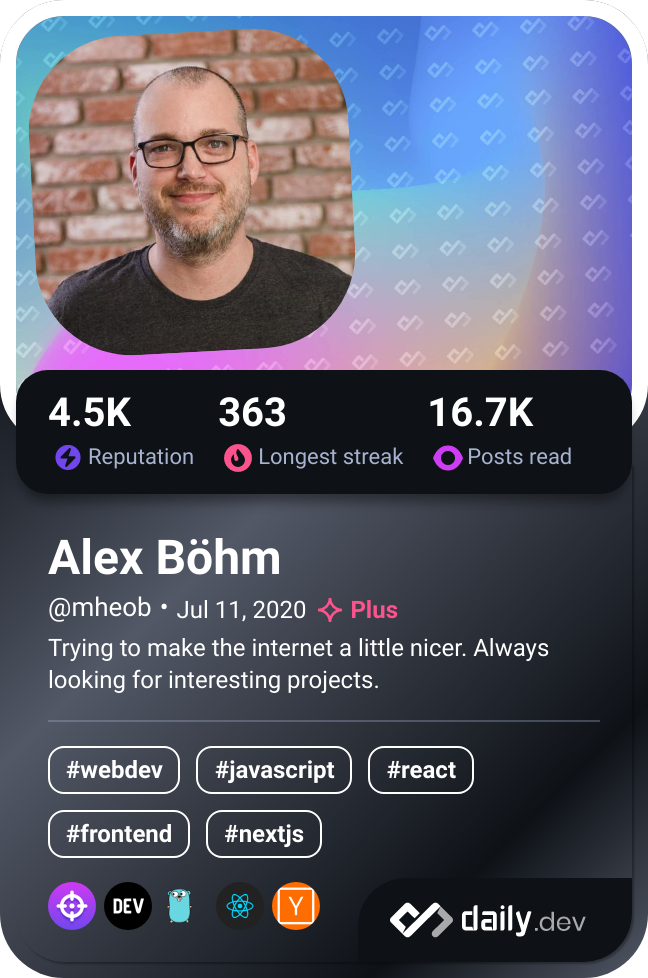 4.5K 363 16.7K
Reputation Longest streak Posts read
Alex Böhm
@mheob • Jul 11, 2020 Plus
Trying to make the internet a little nicer. Always
looking for interesting projects.
#webdev #javascript #react
#frontend #nextjs
DEV Y daily.dev